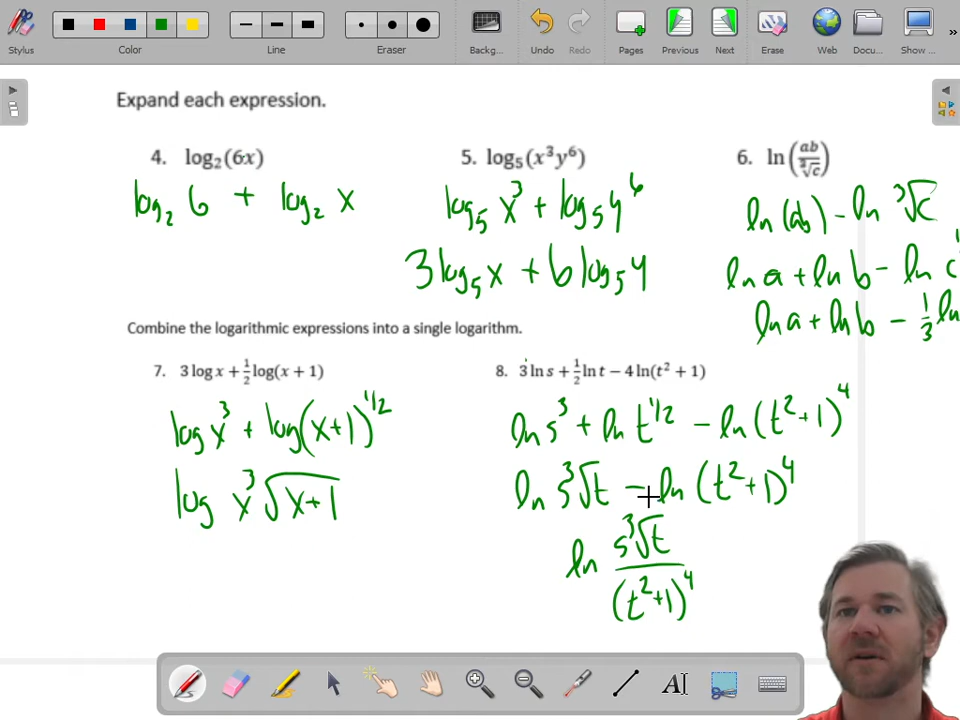 Stylus Color Line Eraser Backg... Undo Redo Pages Previous Next Erase Web Docu... Show... »
Expand each expression.
4. log₂(6x)
log₂ 6 + log₂ x
5. log₅(x³y⁶)
log₅ x³ + log₅ y⁶
3 log₅ x + 6 log₅ y
6. ln(ab/∛c)
ln (ab) - ln ∛c
ln a + ln b - ln c
ln a + ln b - 1/3 ln
Combine the logarithmic expressions into a single logarithm.
7. 3 log x + ½ log(x + 1)
log x³ + log (x+1)^1/2
log x³ √x+1
8. 3 ln s + ½ ln t − 4 ln(t² + 1)
ln s³ + ln t^1/2 - ln (t²+1)⁴
ln s³√t - ln (t²+1)⁴
ln s³√t/(t²+1)⁴
A